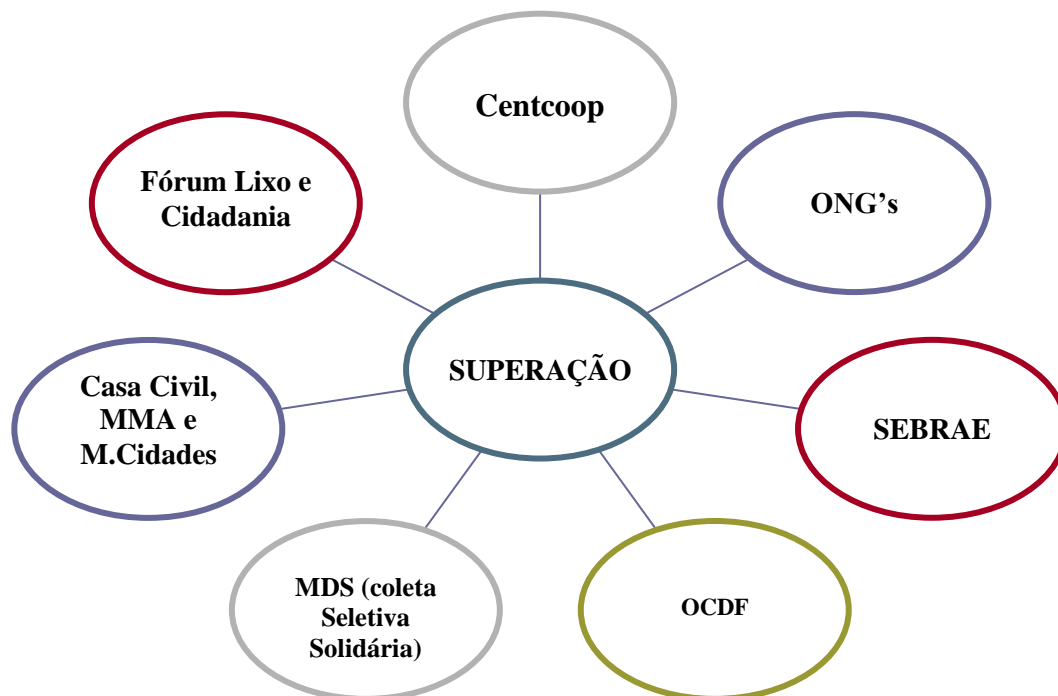 Centcoop
Fórum Lixo e
Cidadania
ONG’s
SUPERAÇÃO
Casa Civil,
MMA e
M.Cidades
SEBRAE
MDS (coleta
Seletiva
Solidária)
OCDF